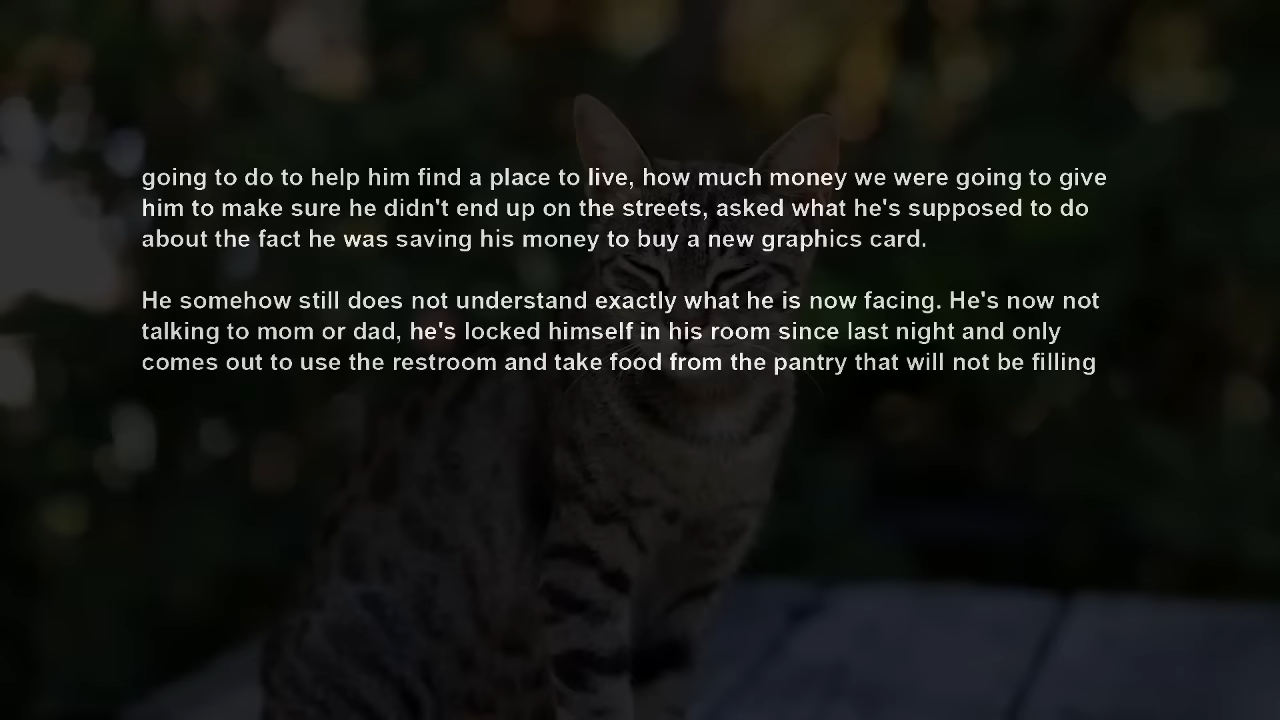 going to do to help him find a place to live, how much money we were going to give
him to make sure he didn't end up on the streets, asked what he's supposed to do
about the fact he was saving his money to buy a new graphics card.
He somehow still does not understand exactly what he is now facing. He's now not
talking to mom or dad, he's locked himself in his room since last night and only
comes out to use the restroom and take food from the pantry that will not be filling